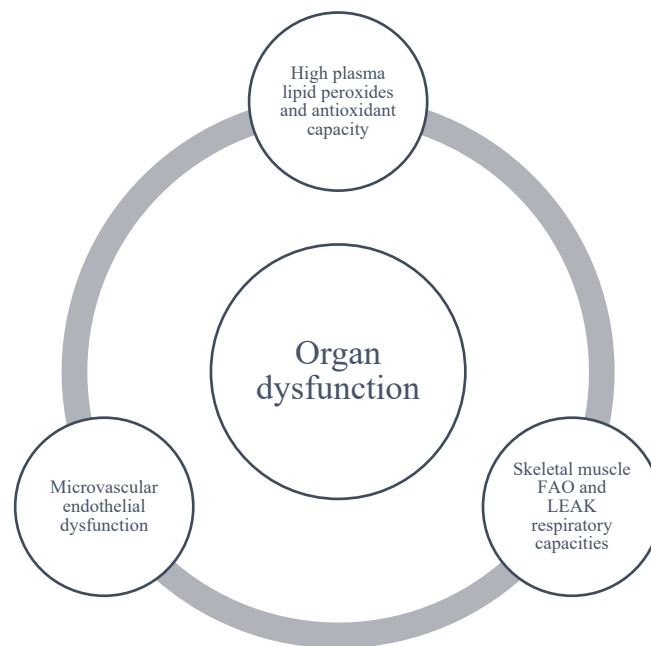 High plasma
lipid peroxides
and antioxidant
capacity
Organ
dysfunction
Microvascular
endothelial
dysfunction
Skeletal muscle
FAO and
LEAK
respiratory
capacities